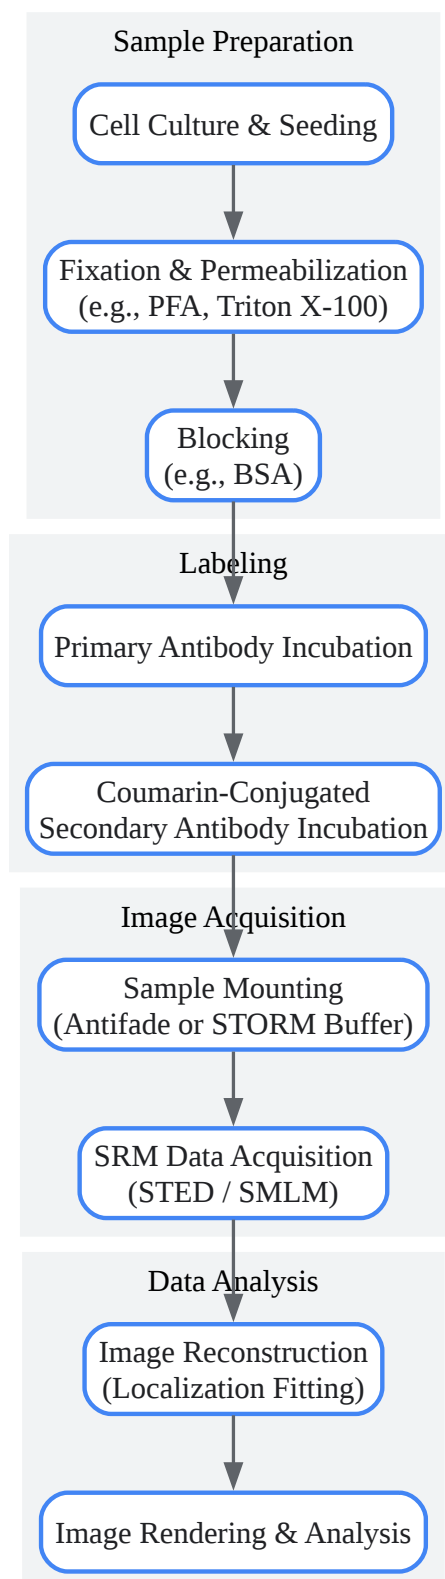 Sample Preparation
Cell Culture & Seeding
Fixation & Permeabilization
(e.g., PFA, Triton X-100)
Blocking
(e.g., BSA)
Labeling
Primary Antibody Incubation
Coumarin-Conjugated
Secondary Antibody Incubation
Image Acquisition
Sample Mounting
(Antifade or STORM Buffer)
SRM Data Acquisition
(STED / SMLM)
Data Analysis
Image Reconstruction
(Localization Fitting)
Image Rendering & Analysis